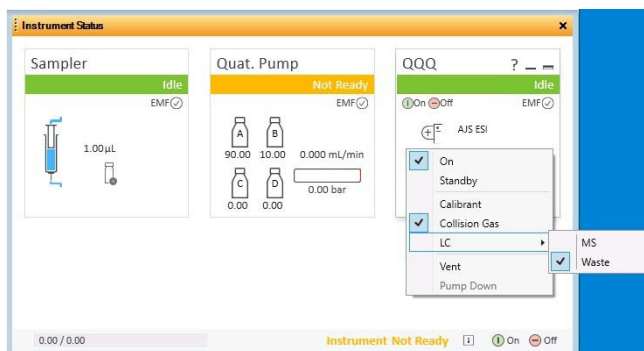 Instrument Status
Sampler
Idle
EMF
1.00 µL
Quat. Pump
Not Ready
EMF
A B
90.00 10.00 0.000 mL/min
C D
0.00 bar
0.00 0.00
QQQ ?
Idle
On Off EMF
AJS ESI
On
Standby
Calibrant
Collision Gas
LC
MS
Waste
Vent
Pump Down
0.00 / 0.00
Instrument Not Ready i On Off